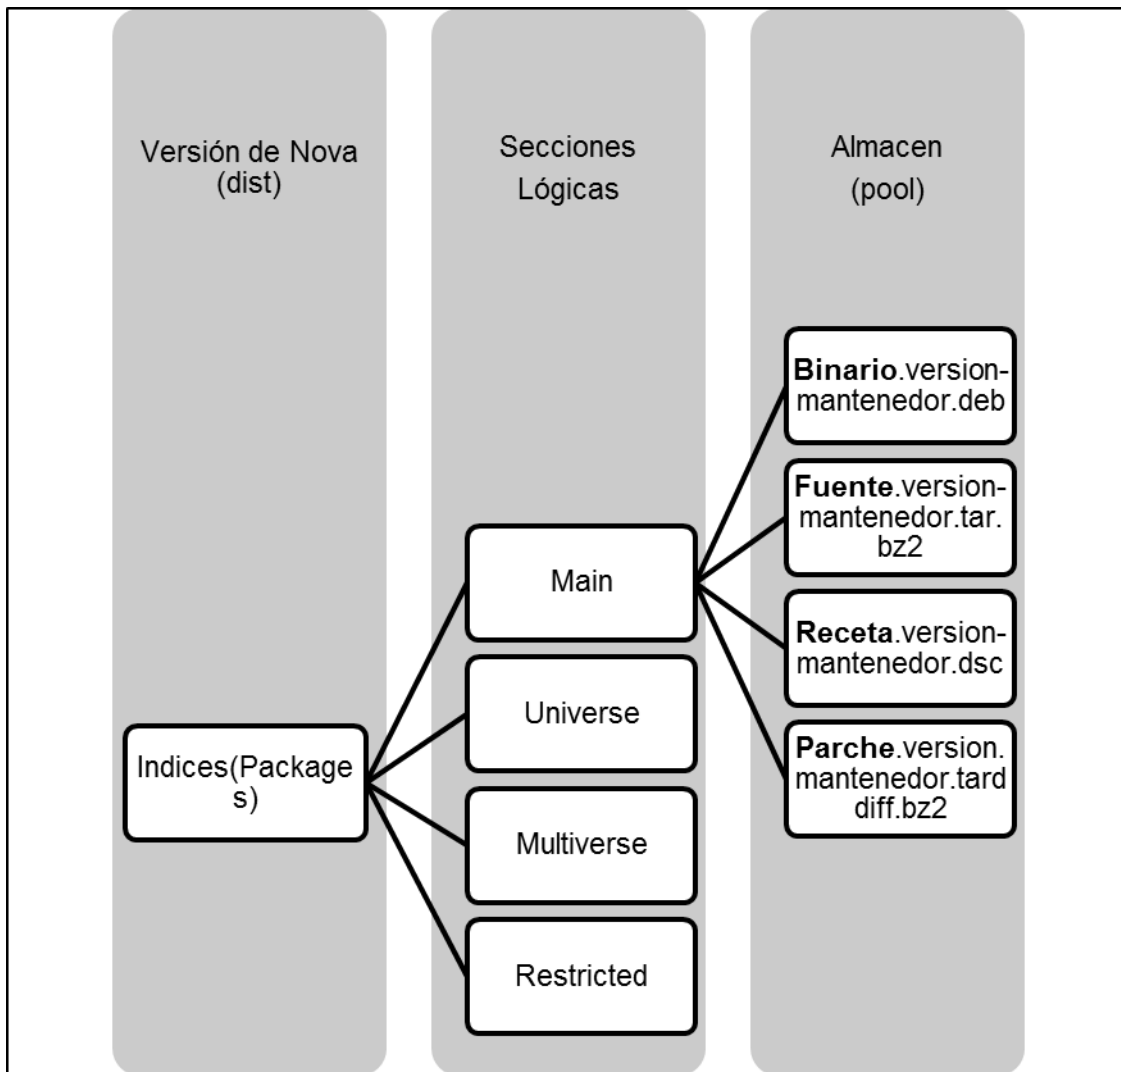 Versión de Nova
(dist)
Secciones
Lógicas
Almacen
(pool)
Indices(Package
s)
Main
Universe
Multiverse
Restricted
Binario.version-
mantenedor.deb
Fuente.version-
mantenedor.tar.
bz2
Receta.version-
mantenedor.dsc
Parche.version.
mantenedor.tard
diff.bz2